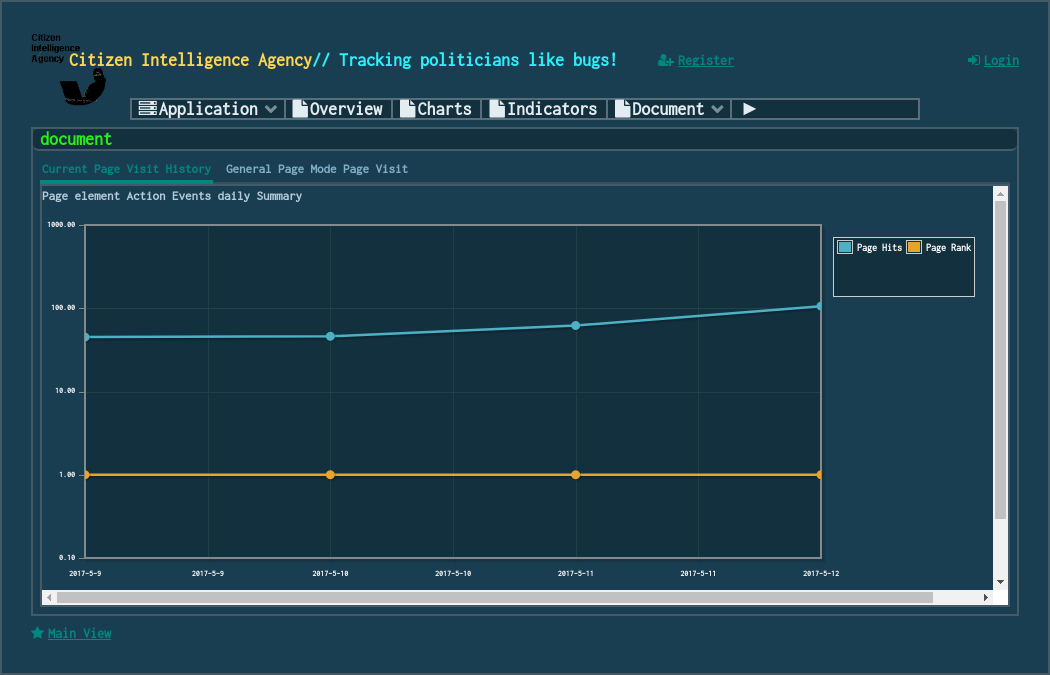 Citizen
Intelligence
Agency
Citizen Intelligence Agency// Tracking politicians like bugs!
Register
Login
Application
Overview
Charts
Indicators
Document
document
Current Page Visit History
General Page Mode Page Visit
Page element Action Events daily Summary
1000.00
100.00
10.00
1.00
0.10
2017-5-9
2017-5-9
2017-5-10
2017-5-10
2017-5-11
2017-5-11
2017-5-12
Page Hits
Page Rank
Main View